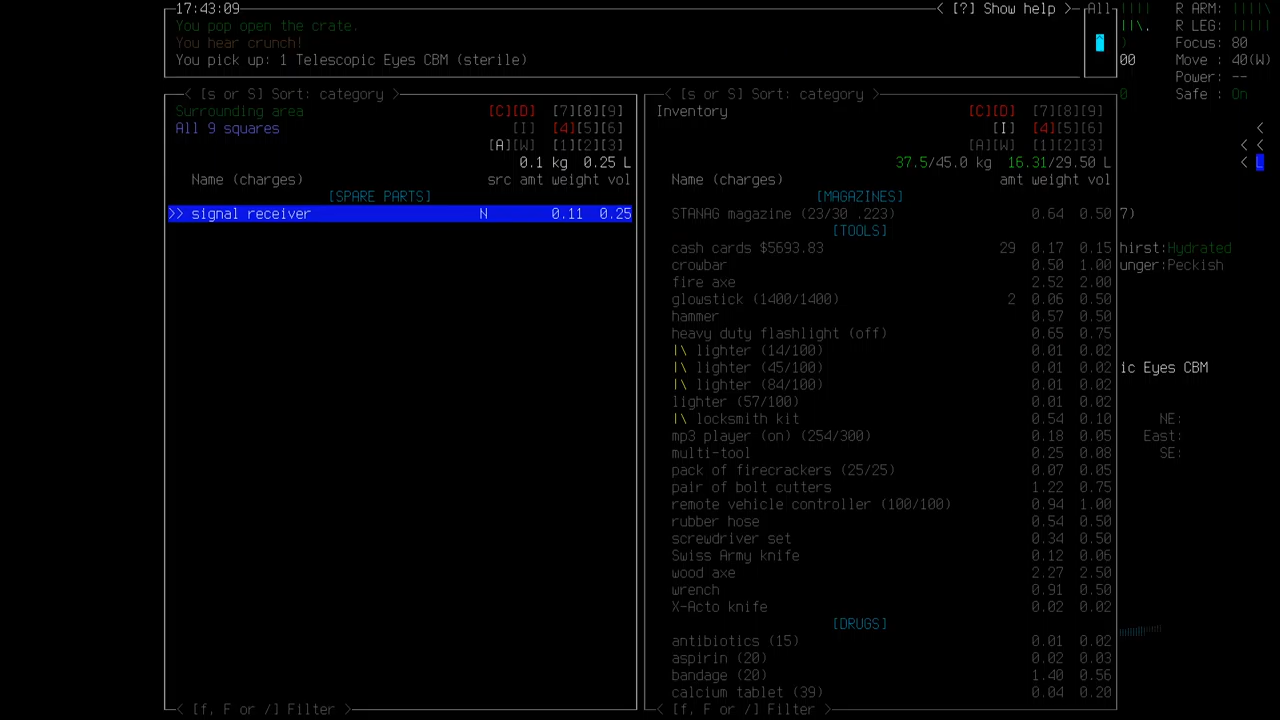 17:43:09 < [?] Show help > All R ARM:
You pop open the crate. R LEG:
You hear crunch! Focus: 80
You pick up: 1 Telescopic Eyes CBM (sterile) 00 Move : 40(W)
Power: --
< [s or S] Sort: category > < [s or S] Sort: category > 0 Safe : On
Surrounding area [C][D] [7][8][9] Inventory [C][D] [7][8][9]
All 9 squares [I] [4][5][6] [I] [4][5][6] <
[A][W] [1][2][3] [A][W] [1][2][3] < <
0.1 kg 0.25 L 37.5/45.0 kg 16.31/29.50 L < L
Name (charges) src amt weight vol Name (charges) amt weight vol
[SPARE PARTS] [MAGAZINES]
>> signal receiver N 0.11 0.25 STANAG magazine (23/30 .223) 0.64 0.50 7)
[TOOLS]
cash cards $5693.83 29 0.17 0.15 hirst:Hydrated
crowbar 0.50 1.00 unger:Peckish
fire axe 2.52 2.00
glowstick (1400/1400) 2 0.06 0.50
hammer 0.57 0.50
heavy duty flashlight (off) 0.65 0.75
|\ lighter (14/100) 0.01 0.02
|\ lighter (45/100) 0.01 0.02 ic Eyes CBM
|\ lighter (84/100) 0.01 0.02
lighter (57/100) 0.01 0.02
|\ locksmith kit 0.54 0.10 NE:
mp3 player (on) (254/300) 0.18 0.05 East:
multi-tool 0.25 0.08 SE:
pack of firecrackers (25/25) 0.07 0.05
pair of bolt cutters 1.22 0.75
remote vehicle controller (100/100) 0.94 1.00
rubber hose 0.54 0.50
screwdriver set 0.34 0.50
Swiss Army knife 0.12 0.06
wood axe 2.27 2.50
wrench 0.91 0.50
X-Acto knife 0.02 0.02
[DRUGS]
antibiotics (15) 0.01 0.02
aspirin (20) 0.02 0.03
bandage (20) 1.40 0.56
calcium tablet (39) 0.04 0.20
< [f, F or /] Filter > < [f, F or /] Filter >